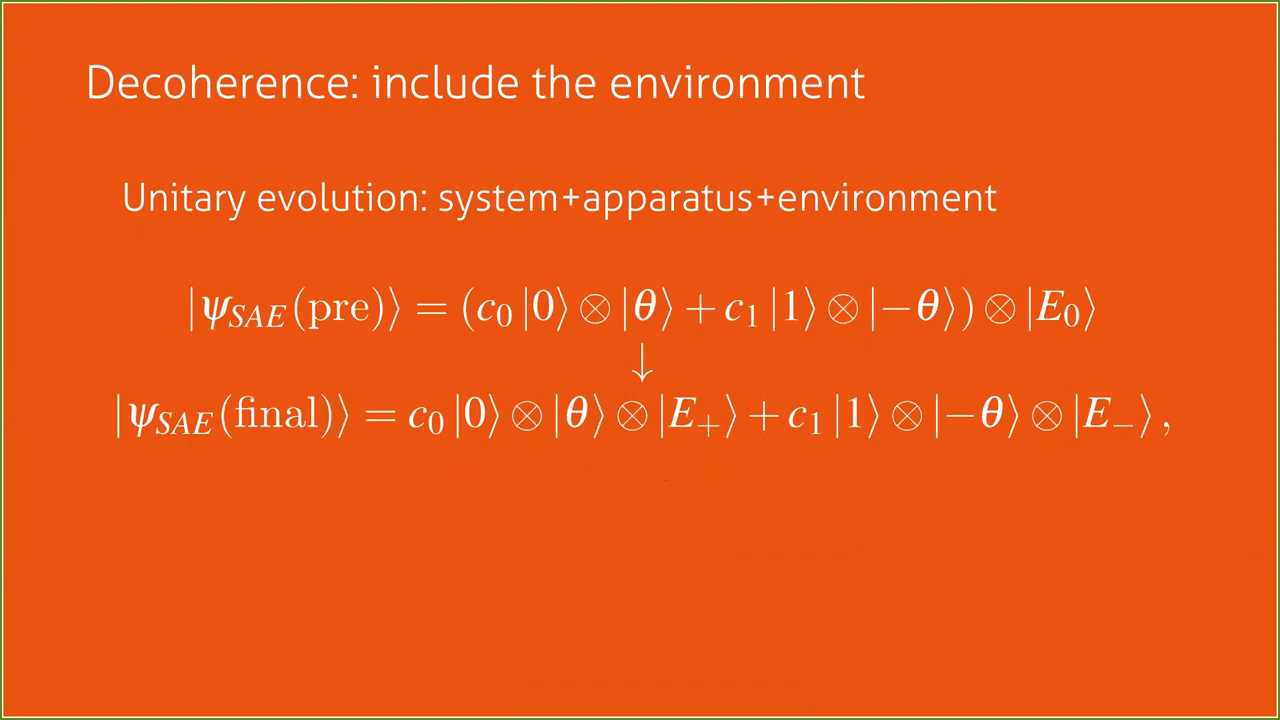 Decoherence: include the environment
Unitary evolution: system+apparatus+environment
|ψ_SAE(pre)⟩ = (c₀|0⟩ ⊗ |θ⟩ + c₁|1⟩ ⊗ |−θ⟩) ⊗ |E₀⟩
↓
|ψ_SAE(final)⟩ = c₀|0⟩ ⊗ |θ⟩ ⊗ |E₊⟩ + c₁|1⟩ ⊗ |−θ⟩ ⊗ |E₋⟩,